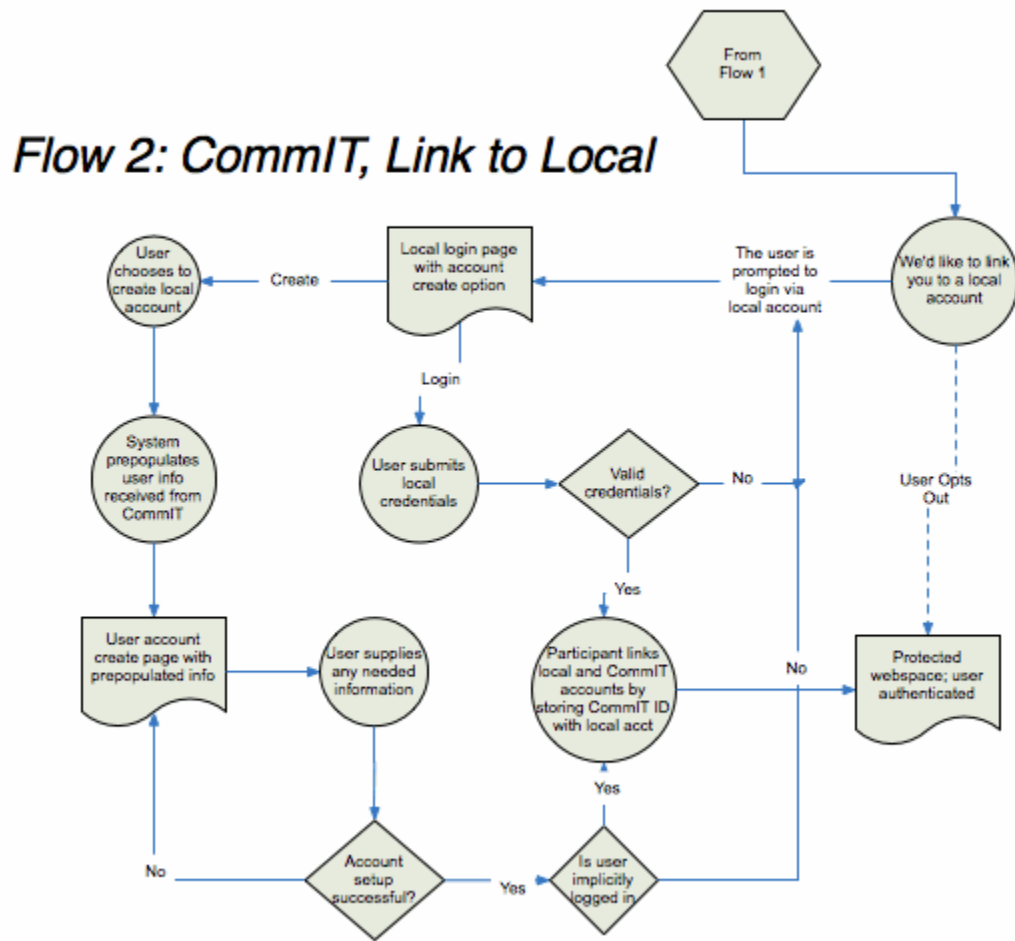 From
Flow 1
Flow 2: CommIT, Link to Local
User
chooses to
create local
account
Create
Local login page
with account
create option
The user is
prompted to
login via
local account
We'd like to link
you to a local
account
Login
System
prepopulates
user info
received from
CommIT
User submits
local
credentials
Valid
credentials?
No
User Opts
Out
Yes
User account
create page with
prepopulated info
User supplies
any needed
information
Participant links
local and CommIT
accounts by
storing CommIT ID
with local acct
No
Protected
webspace; user
authenticated
Yes
No
Account
setup
successful?
Yes
Is user
implicitly
logged in